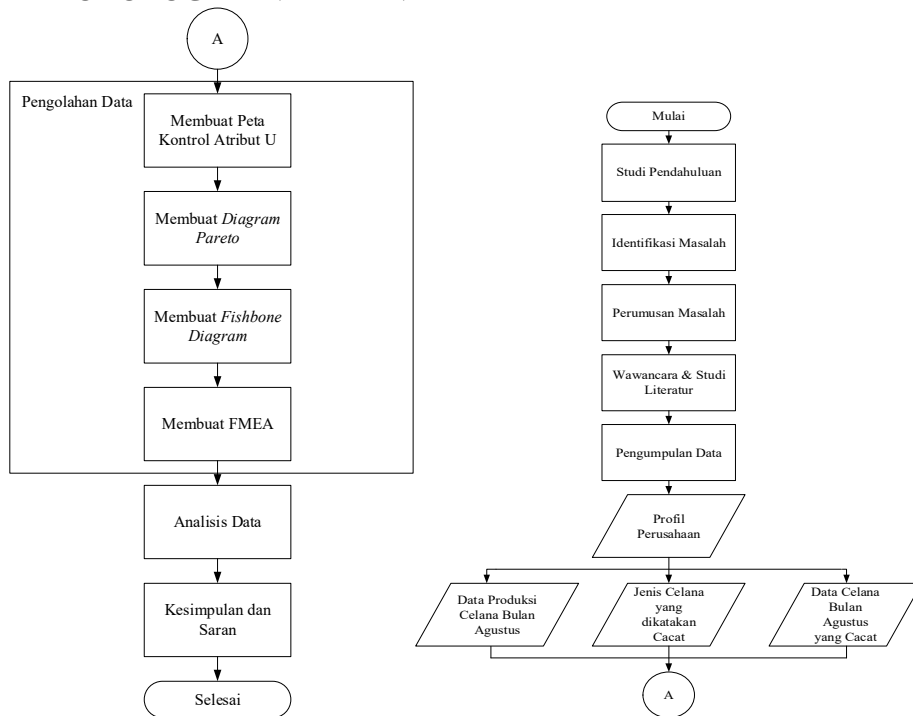 A
Pengolahan Data
Membuat Peta
Kontrol Atribut U
Membuat Diagram
Pareto
Membuat Fishbone
Diagram
Membuat FMEA
Analisis Data
Kesimpulan dan
Saran
Selesai
Mulai
Studi Pendahuluan
Identifikasi Masalah
Perumusan Masalah
Wawancara & Studi
Literatur
Pengumpulan Data
Profil
Perusahaan
Data Produksi
Celana Bulan
Agustus
Jenis Celana
yang
dikatakan
Cacat
Data Celana
Bulan
Agustus
yang Cacat
A